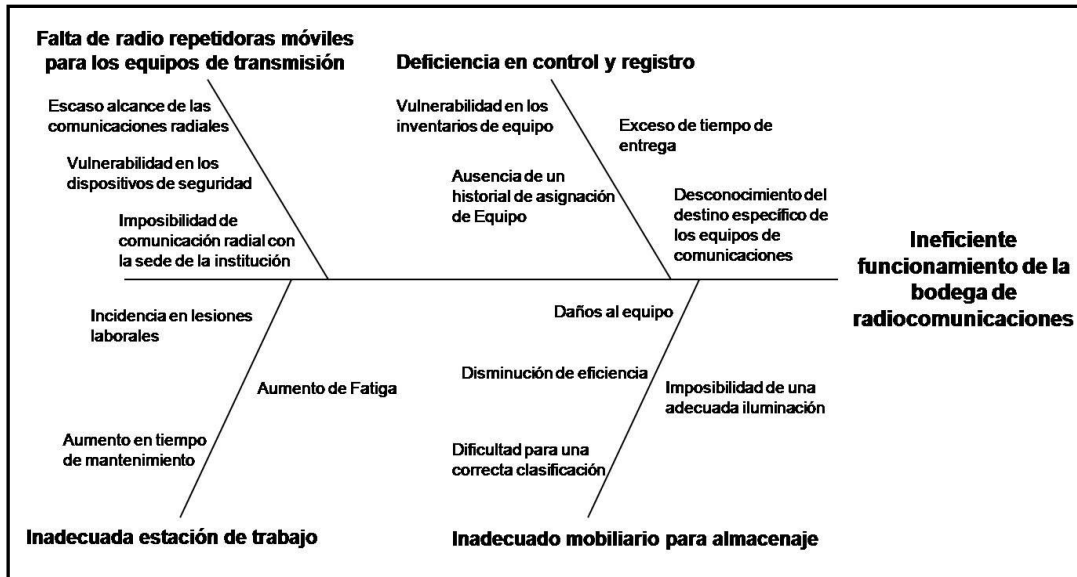 Falta de radio repetidoras móviles
para los equipos de transmisión
Escaso alcance de las
comunicaciones radiales
Vulnerabilidad en los
dispositivos de seguridad
Imposibilidad de
comunicación radial con
la sede de la institución
Deficiencia en control y registro
Vulnerabilidad en los
inventarios de equipo
Ausencia de un
historial de asignación
de Equipo
Exceso de tiempo de
entrega
Desconocimiento del
destino específico de
los equipos de
comunicaciones
Ineficiente
funcionamiento de la
bodega de
radiocomunicaciones
Incidencia en lesiones
laborales
Aumento de Fatiga
Aumento en tiempo
de mantenimiento
Inadecuada estación de trabajo
Daños al equipo
Disminución de eficiencia
Imposibilidad de una
adecuada iluminación
Dificultad para una
correcta clasificación
Inadecuado mobiliario para almacenaje